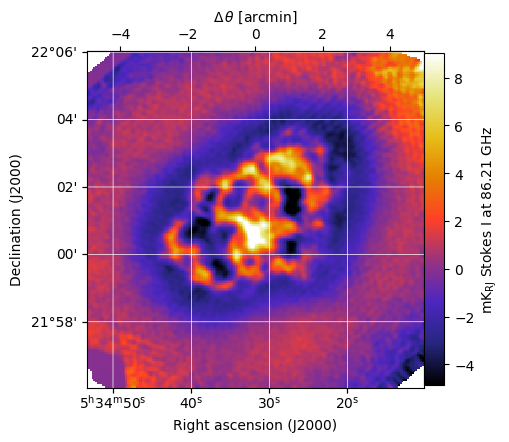 Δθ [arcmin]
−4 −2 0 2 4
22°06'
04'
02'
00'
21°58'
Declination (J2000)
5ʰ34ᵐ50ˢ 40ˢ 30ˢ 20ˢ
Right ascension (J2000)
8
6
4
2
0
−2
−4
mK_RJ Stokes I at 86.21 GHz